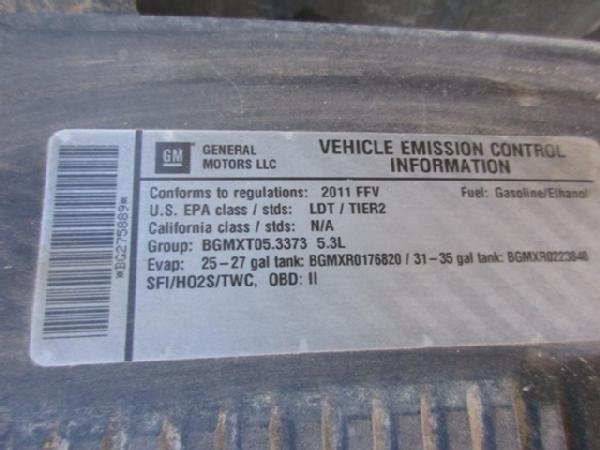 GM
GENERAL
MOTORS LLC
VEHICLE EMISSION CONTROL
INFORMATION
Conforms to regulations: 2011 FFV
Fuel: Gasoline/Ethanol
U.S. EPA class / stds: LDT / TIER2
California class / stds: N/A
Group: BGMXT05.3373 5.3L
Evap: 25-27 gal tank: BGMXR0176820 / 31-35 gal tank: BGMXR0223840
SFI/HO2S/TWC, OBD: II
*BG275889*